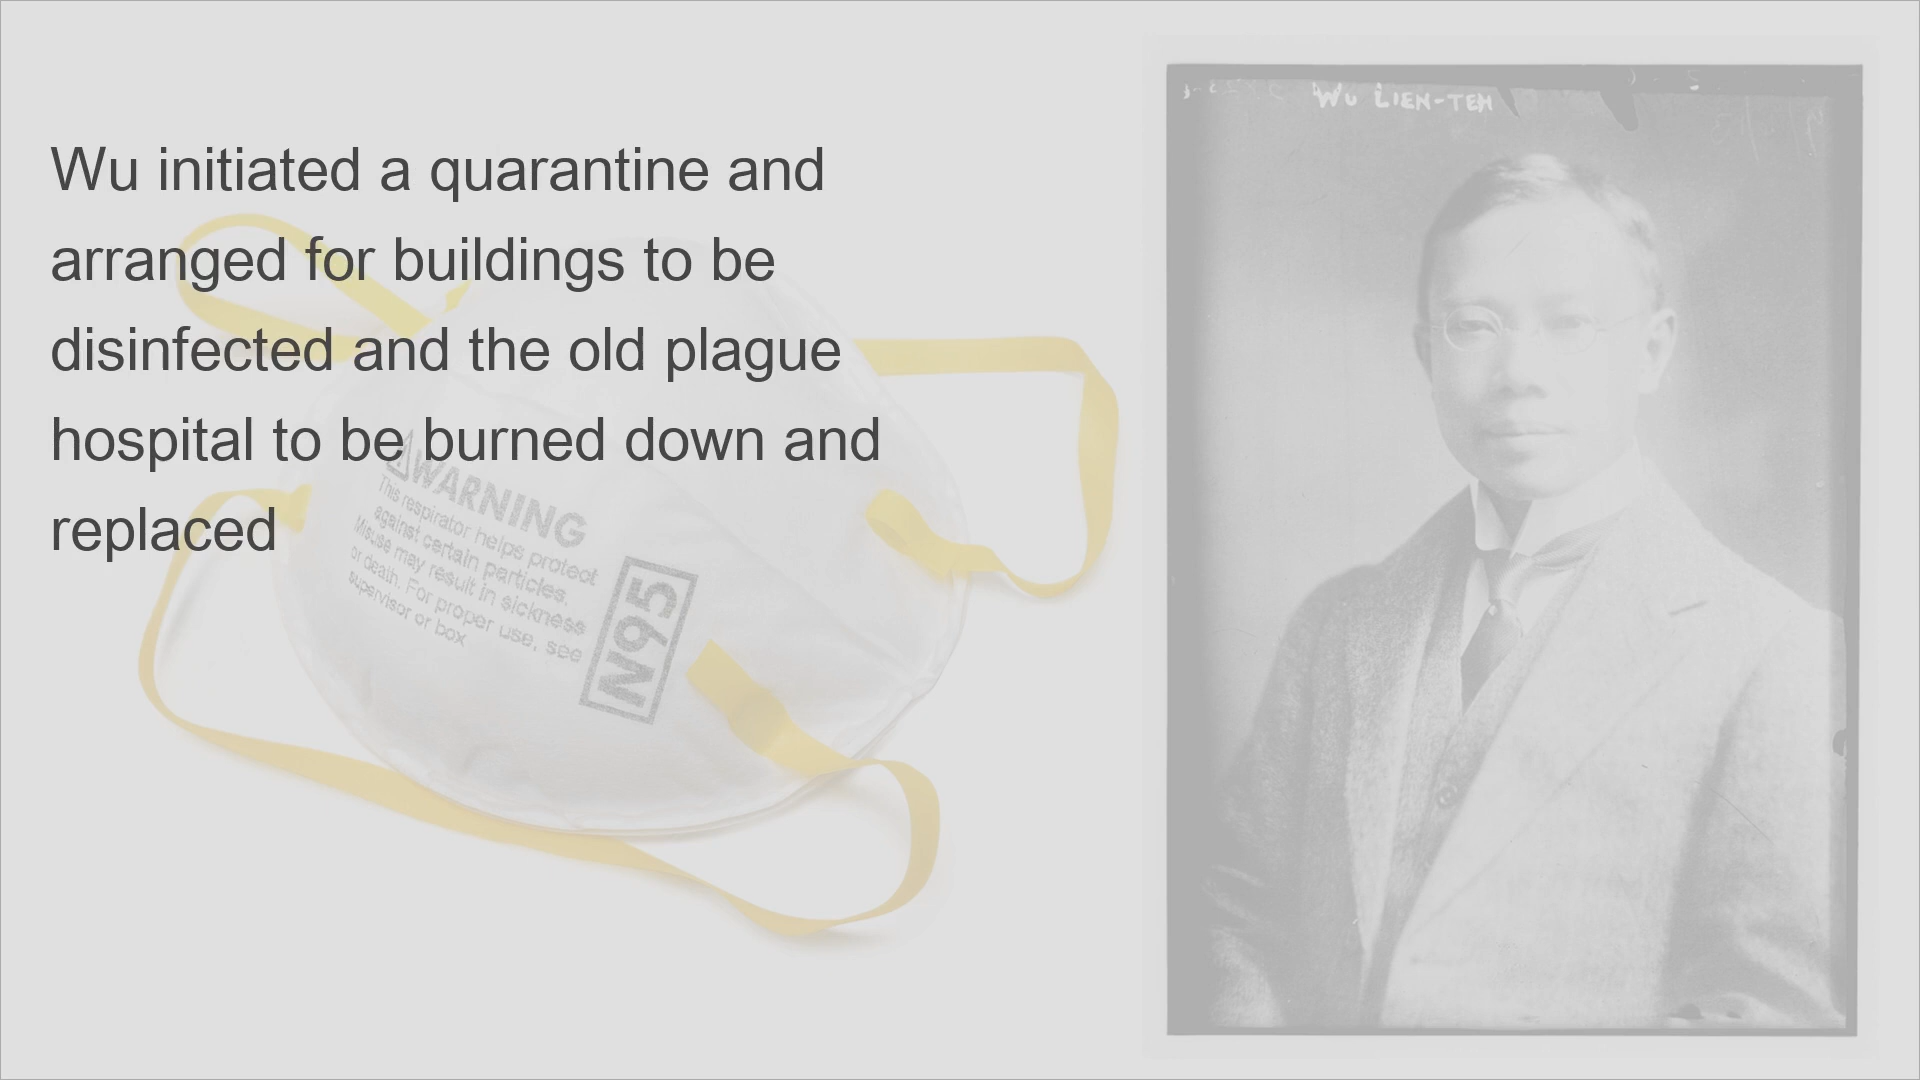 Wu initiated a quarantine and
arranged for buildings to be
disinfected and the old plague
hospital to be burned down and
replaced
WARNING
This respirator helps protect
against certain particles.
Misuse may result in sickness
or death. For proper use, see
supervisor or box
N95
WU LIEN-TEH